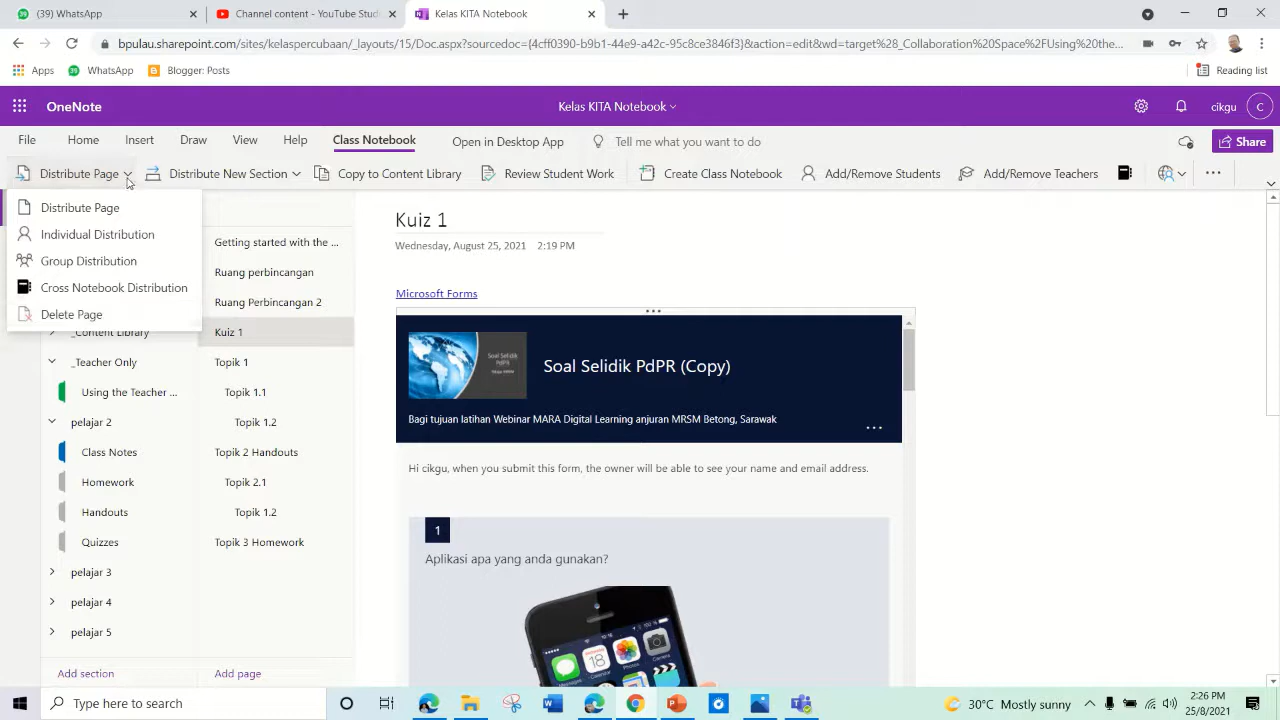 (39) WhatsApp
Channel content - YouTube Studio
Kelas KITA Notebook
bpulau.sharepoint.com/sites/kelaspercubaan/_layouts/15/Doc.aspx?sourcedoc={4cff0390-b9b1-44e9-a42c-95c8ce3846f3}&action=edit&wd=target%28_Collaboration%20Space%2FUsing%20the...
Apps
39 WhatsApp
Blogger: Posts
Reading list
OneNote
Kelas KITA Notebook
cikgu
C
File
Home
Insert
Draw
View
Help
Class Notebook
Open in Desktop App
Tell me what you want to do
Share
Distribute Page
Distribute New Section
Copy to Content Library
Review Student Work
Create Class Notebook
Add/Remove Students
Add/Remove Teachers
Distribute Page
Individual Distribution
Group Distribution
Cross Notebook Distribution
Delete Page
_Content Library
_Teacher Only
Using the Teacher ...
pelajar 2
Class Notes
Homework
Handouts
Quizzes
pelajar 3
pelajar 4
pelajar 5
Add section
Getting started with the ...
Ruang perbincangan
Ruang Perbincangan 2
Kuiz 1
Topik 1
Topik 1.1
Topik 1.2
Topik 2 Handouts
Topik 2.1
Topik 1.2
Topik 3 Homework
Add page
Kuiz 1
Wednesday, August 25, 2021 2:19 PM
Microsoft Forms
Soal Selidik
PdPR
Soal Selidik PdPR (Copy)
Bagi tujuan latihan Webinar MARA Digital Learning anjuran MRSM Betong, Sarawak
Hi cikgu, when you submit this form, the owner will be able to see your name and email address.
1
Aplikasi apa yang anda gunakan?
Messages
Calendar
Photos
Camera
Type here to search
30°C Mostly sunny
2:26 PM
25/8/2021